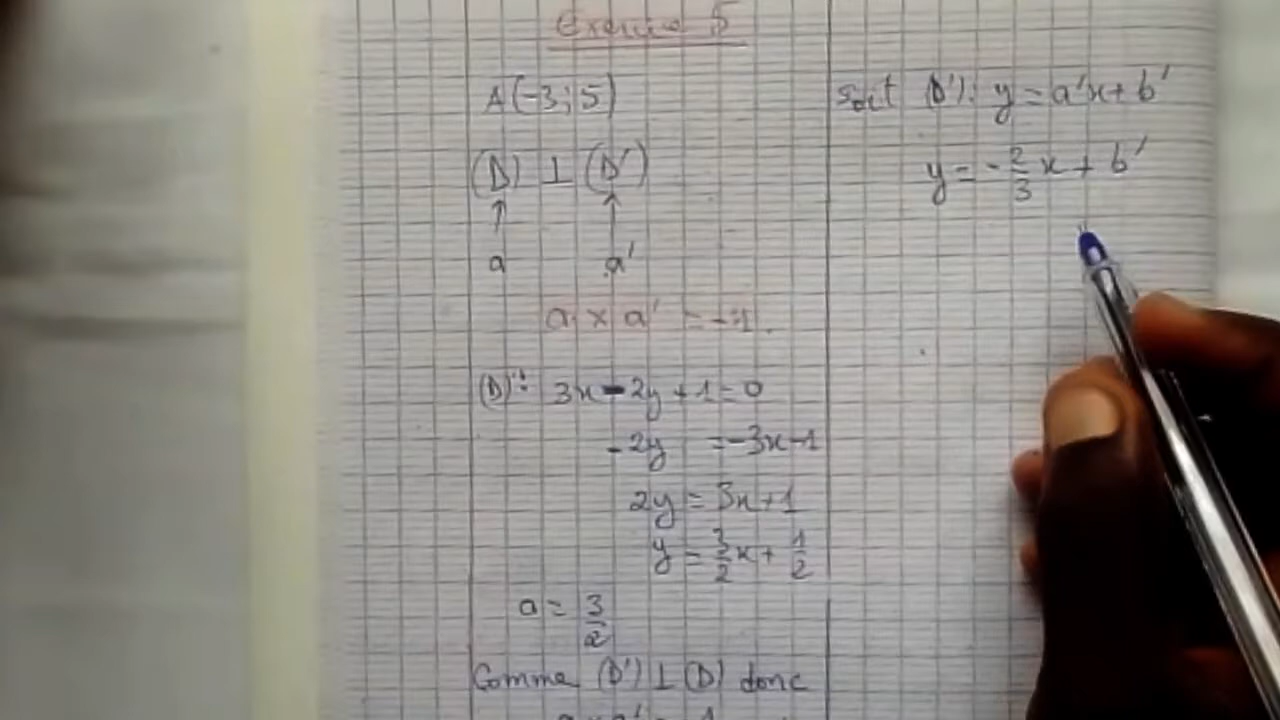 Exercice 5
A(-3;5)
(D) ⊥ (D')
↑ ↑
a a'
a × a' = -1.
(D): 3x - 2y + 1 = 0
-2y = -3x - 1
2y = 3x + 1
y = 3/2 x + 1/2
a = 3/2
Comme (D') ⊥ (D) donc
a × a' = -1
Soit (D'): y = a'x + b'
y = -2/3 x + b'